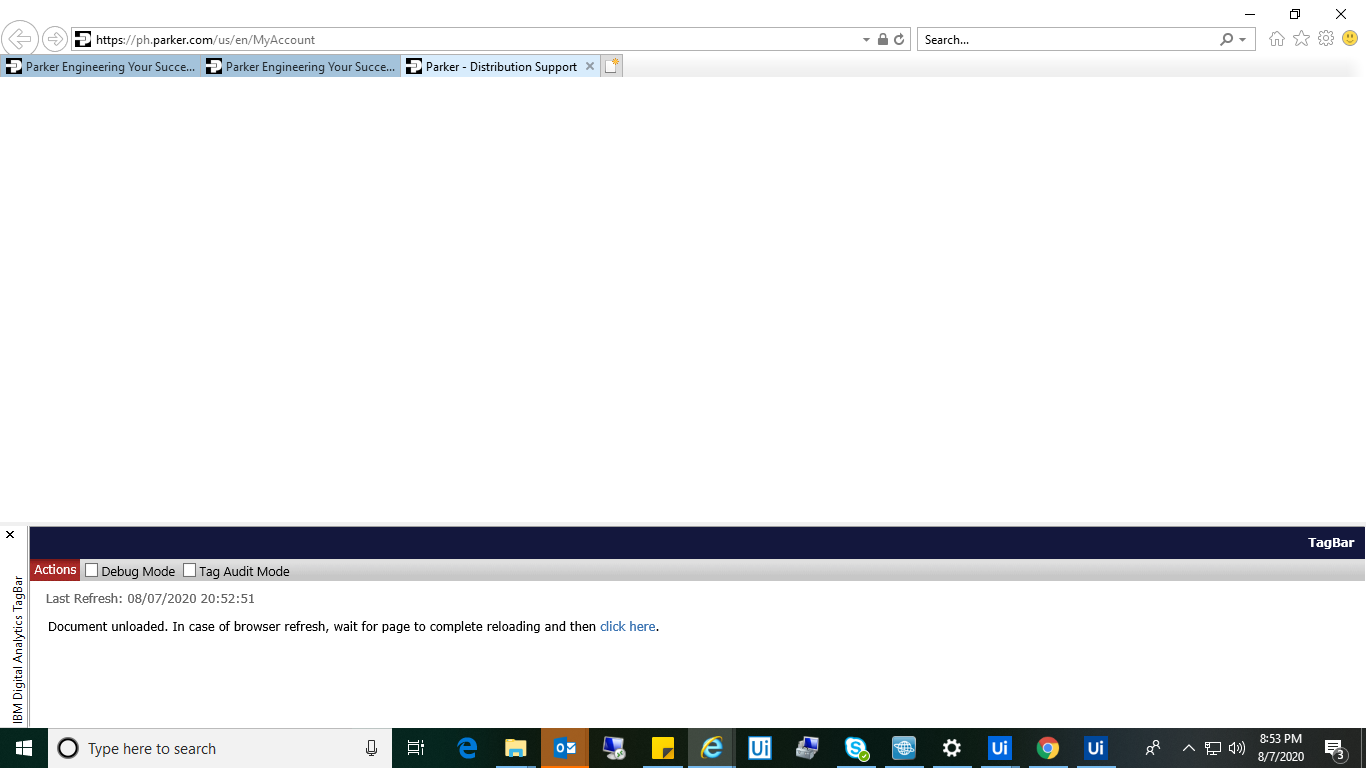 https://ph.parker.com/us/en/MyAccount
Search...
Parker Engineering Your Succe...
Parker Engineering Your Succe...
Parker - Distribution Support
TagBar
Actions
Debug Mode
Tag Audit Mode
IBM Digital Analytics TagBar
Last Refresh: 08/07/2020 20:52:51
Document unloaded. In case of browser refresh, wait for page to complete reloading and then click here.
Type here to search
Ui
Ui
Ui
8:53 PM
8/7/2020
3